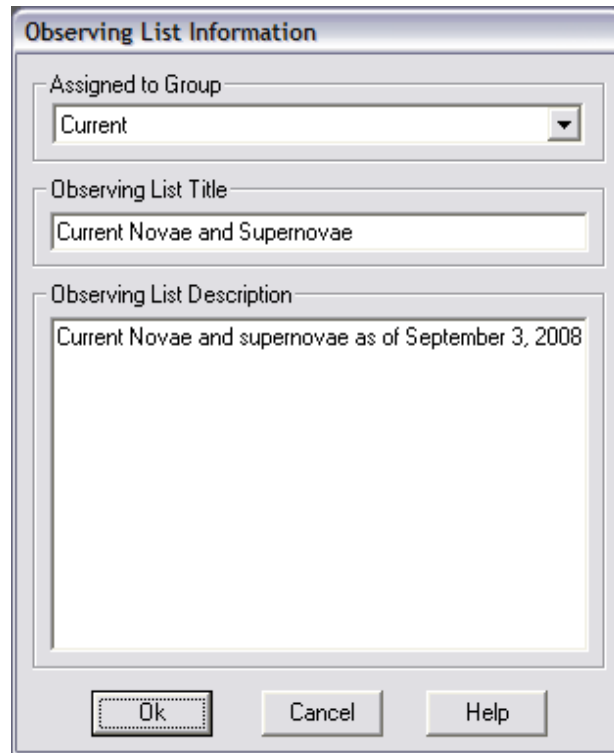 Observing List Information
Assigned to Group
Current
Observing List Title
Current Novae and Supernovae
Observing List Description
Current Novae and supernovae as of September 3, 2008
Ok
Cancel
Help